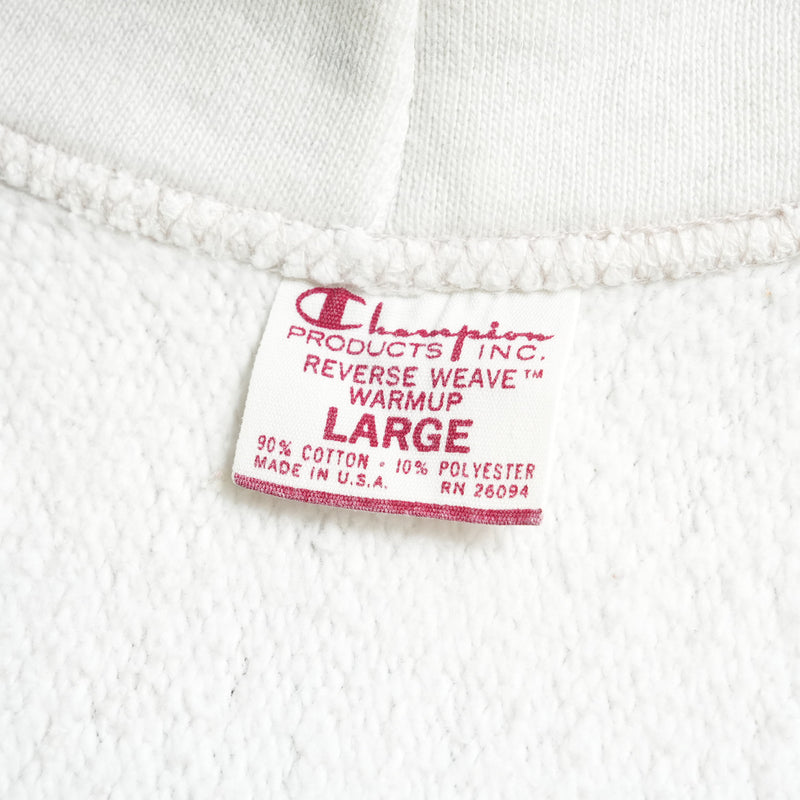 Champion
PRODUCTS INC.
REVERSE WEAVE™
WARMUP
LARGE
90% COTTON · 10% POLYESTER
MADE IN U.S.A. RN 26094